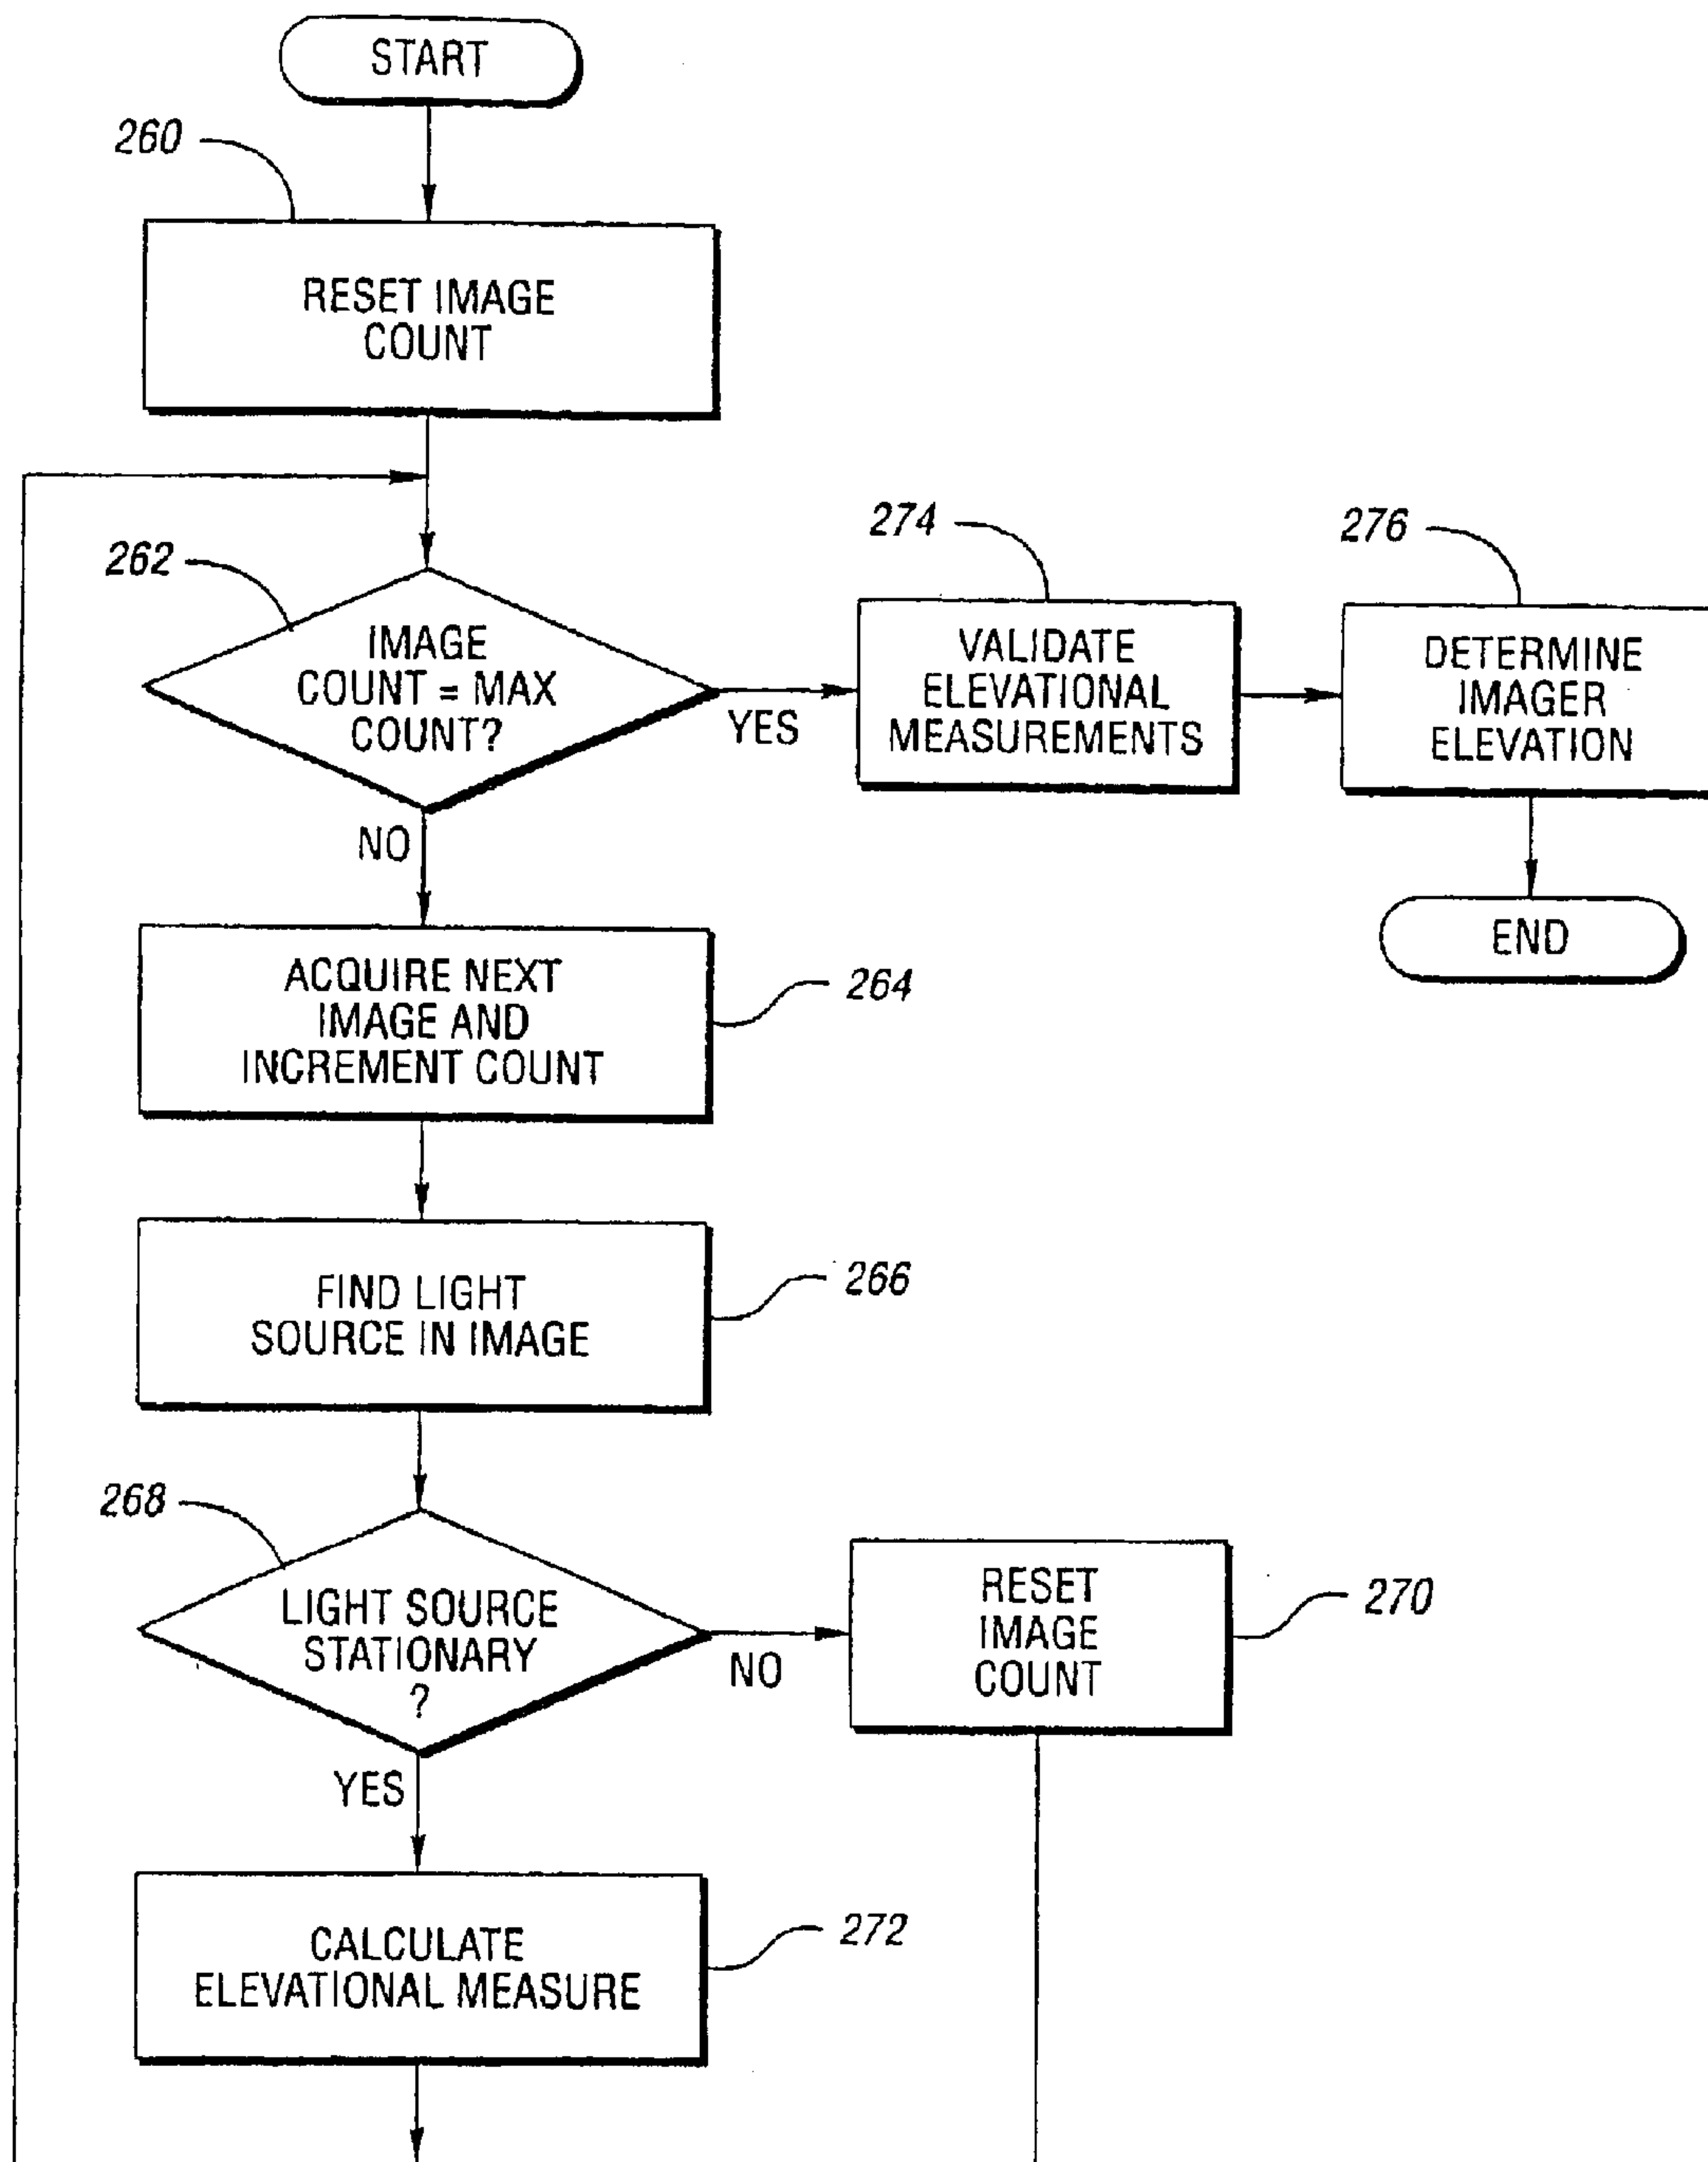 START
260
RESET IMAGE
COUNT
262
IMAGE
COUNT = MAX
COUNT?
YES
NO
274
VALIDATE
ELEVATIONAL
MEASUREMENTS
276
DETERMINE
IMAGER
ELEVATION
END
ACQUIRE NEXT
IMAGE AND
INCREMENT COUNT
264
FIND LIGHT
SOURCE IN IMAGE
266
268
LIGHT SOURCE
STATIONARY
?
NO
YES
RESET
IMAGE
COUNT
270
CALCULATE
ELEVATIONAL MEASURE
272